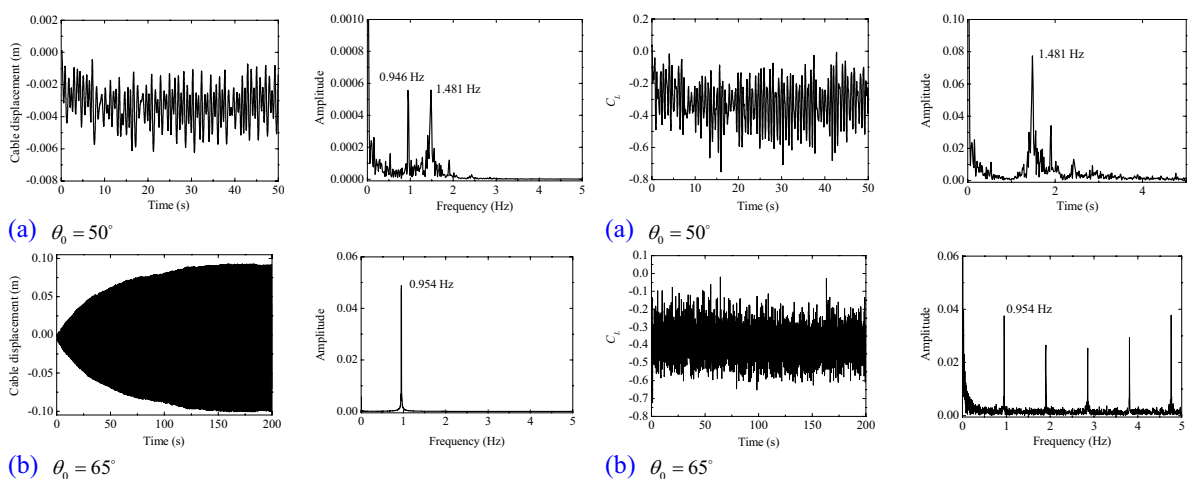 0.002
0.000
-0.002
-0.004
-0.006
-0.008
Cable displacement (m)
0 10 20 30 40 50
Time (s)
0.0010
0.0008
0.0006
0.0004
0.0002
0.0000
Amplitude
0.946 Hz
1.481 Hz
0 1 2 3 4 5
Frequency (Hz)
0.2
0.0
-0.2
-0.4
-0.6
-0.8
C_L
0 10 20 30 40 50
Time (s)
0.10
0.08
0.06
0.04
0.02
0.00
Amplitude
1.481 Hz
0 2 4
Time (s)
(a) θ₀ = 50°
(a) θ₀ = 50°
0.10
0.05
0.00
-0.05
-0.10
Cable displacement (m)
0 50 100 150 200
Time (s)
0.06
0.04
0.02
0.00
Amplitude
0.954 Hz
0 1 2 3 4 5
Frequency (Hz)
0.2
0.1
0.0
-0.1
-0.2
-0.3
-0.4
-0.5
-0.6
-0.7
-0.8
C_L
0 50 100 150 200
Time (s)
0.06
0.04
0.02
0.00
Amplitude
0.954 Hz
0 1 2 3 4 5
Frequency (Hz)
(b) θ₀ = 65°
(b) θ₀ = 65°